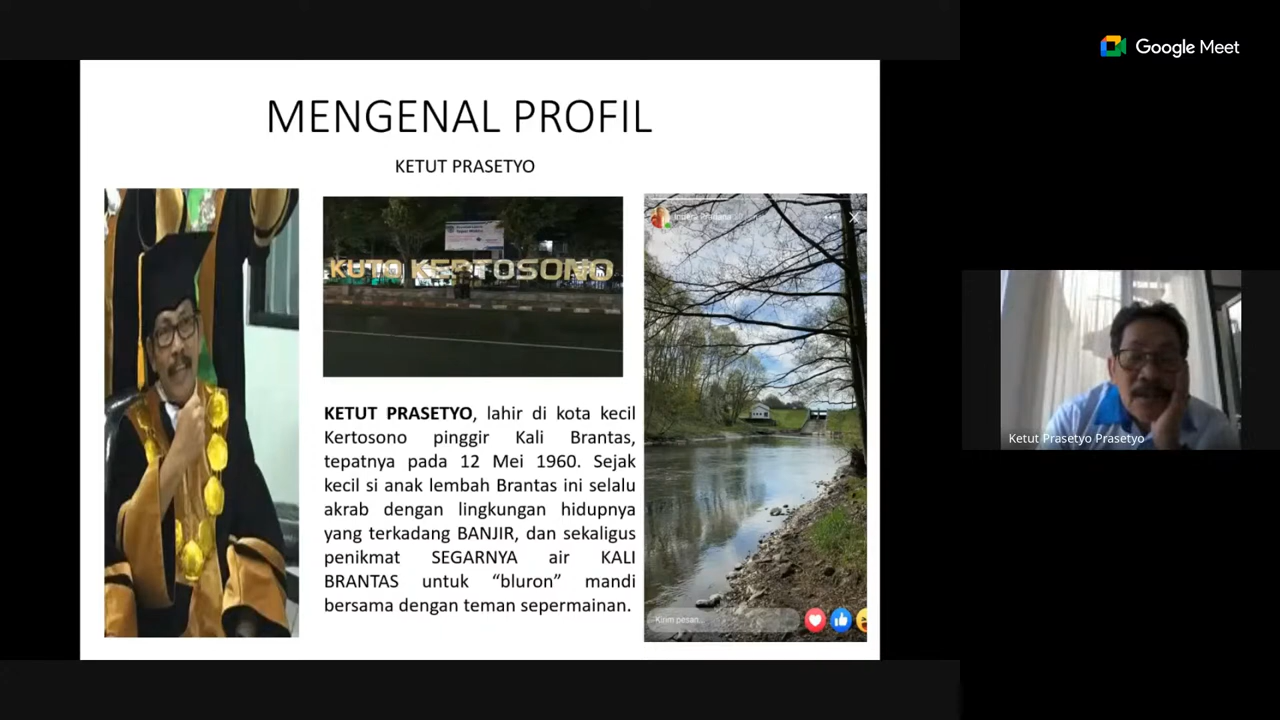 Google Meet
MENGENAL PROFIL
KETUT PRASETYO
KUTO KERTOSONO
KETUT PRASETYO, lahir di kota kecil
Kertosono pinggir Kali Brantas,
tepatnya pada 12 Mei 1960. Sejak
kecil si anak lembah Brantas ini selalu
akrab dengan lingkungan hidupnya
yang terkadang BANJIR, dan sekaligus
penikmat SEGARNYA air KALI
BRANTAS untuk “bluron” mandi
bersama dengan teman sepermainan.
Kirim pesan...
Ketut Prasetyo Prasetyo